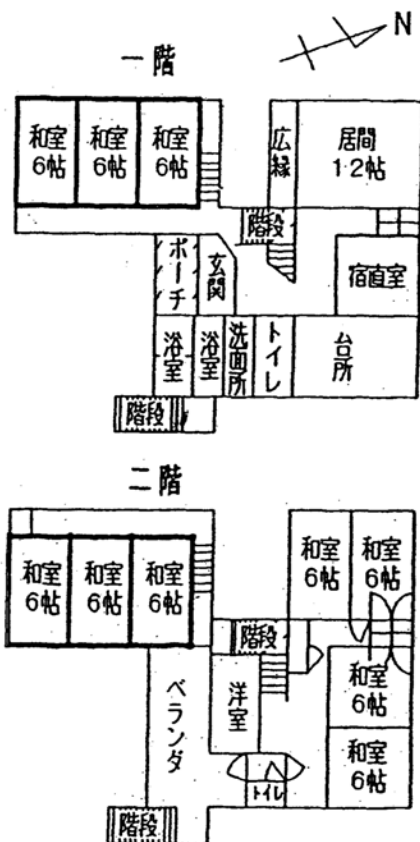 N
一階
和室
6帖
和室
6帖
和室
6帖
広縁
居間
12帖
階段
ポーチ
玄関
宿直室
浴室
浴室
洗面所
トイレ
台所
階段
二階
和室
6帖
和室
6帖
和室
6帖
和室
6帖
和室
6帖
階段
ベランダ
洋室
和室
6帖
和室
6帖
トイレ
階段